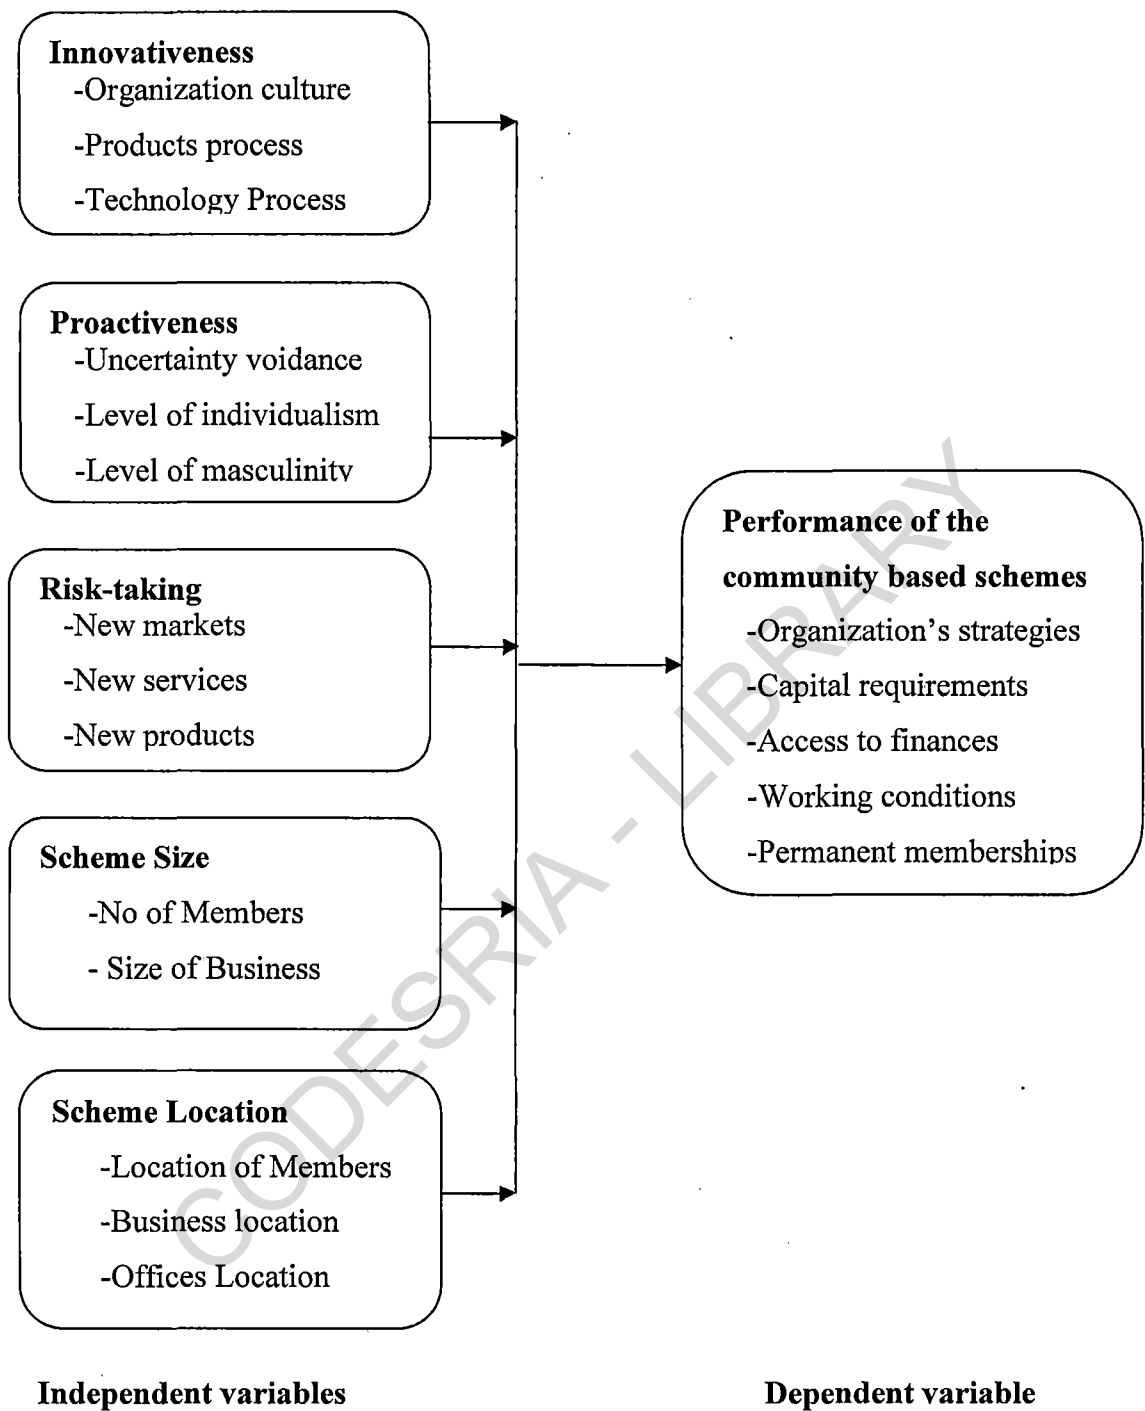 Innovativeness
-Organization culture
-Products process
-Technology Process
Proactiveness
-Uncertainty voidance
-Level of individualism
-Level of masculinity
Risk-taking
-New markets
-New services
-New products
Scheme Size
-No of Members
- Size of Business
Scheme Location
-Location of Members
-Business location
-Offices Location
Independent variables
Performance of the
community based schemes
-Organization's strategies
-Capital requirements
-Access to finances
-Working conditions
-Permanent memberships
Dependent variable
CODESRIA - LIBRARY